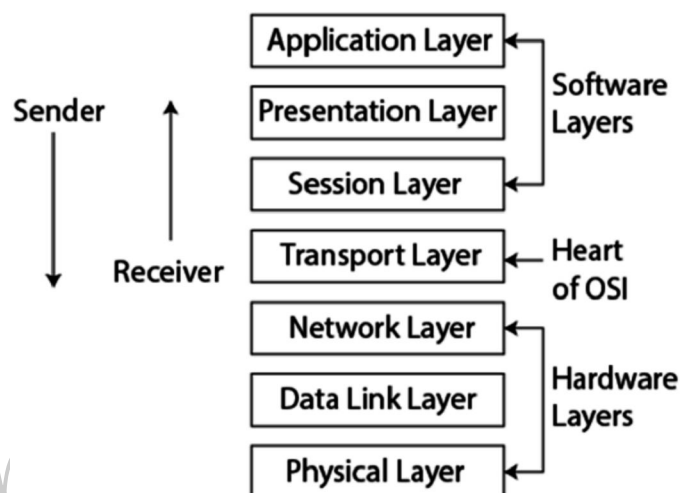 Application Layer
Software
Layers
Sender
Presentation Layer
Session Layer
Transport Layer
Heart
of OSI
Receiver
Network Layer
Hardware
Layers
Data Link Layer
Physical Layer